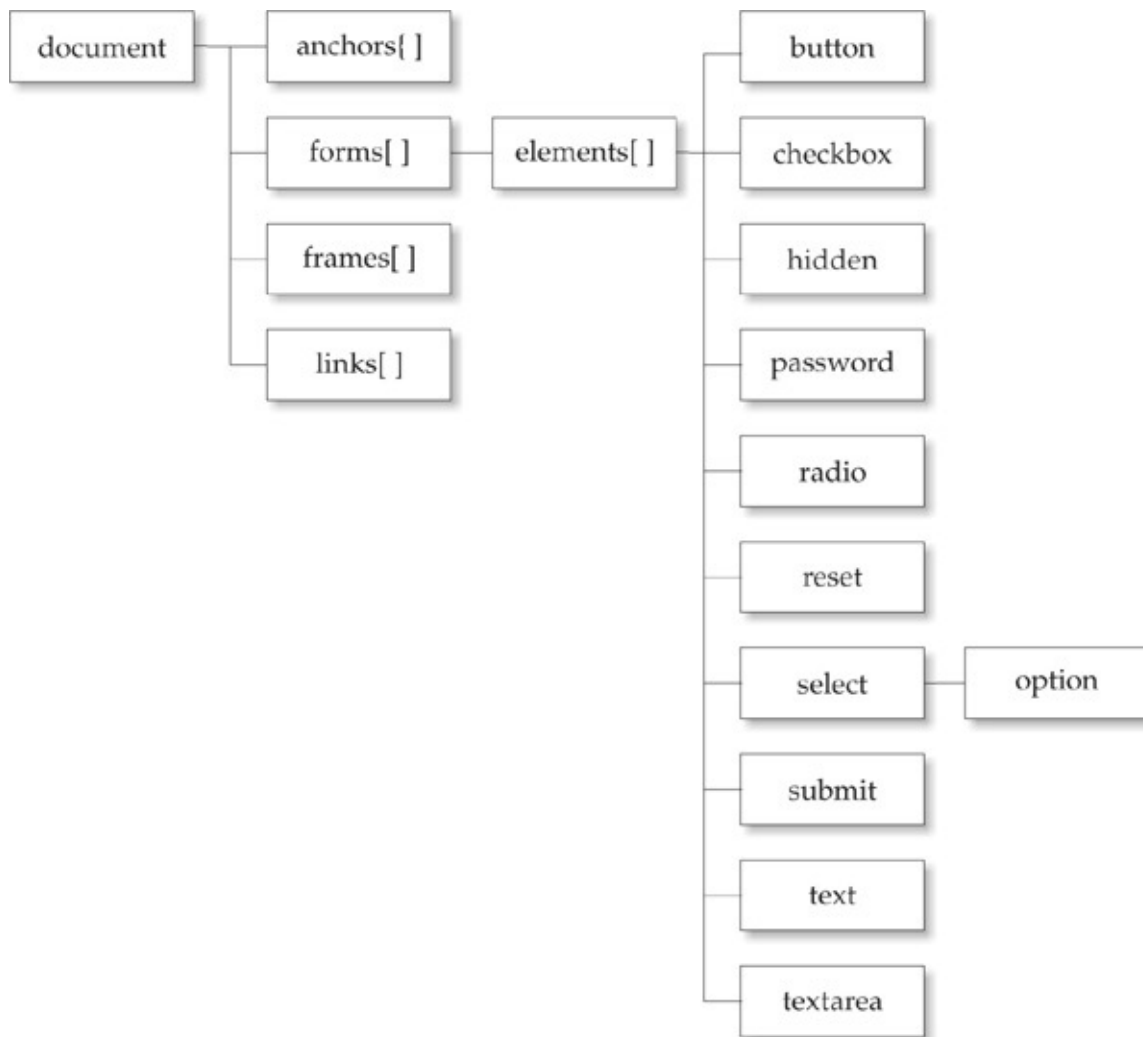 document
anchors{ ]
button
forms[ ]
elements[ ]
checkbox
frames[ ]
hidden
links[ ]
password
radio
reset
select
option
submit
text
textarea